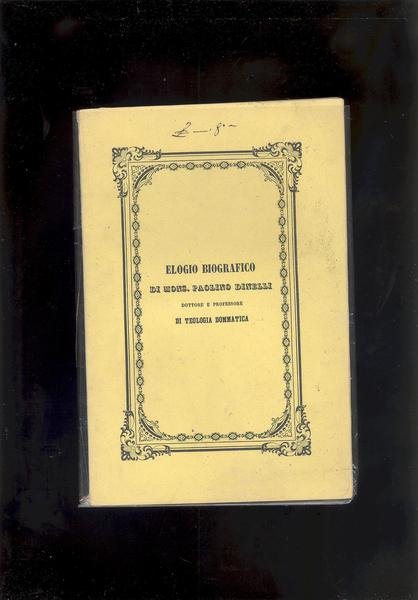 ELOGIO BIOGRAFICO
DI MONS. PAOLINO DINELLI
DOTTORE E PROFESSORE
DI TEOLOGIA DOMMATICA